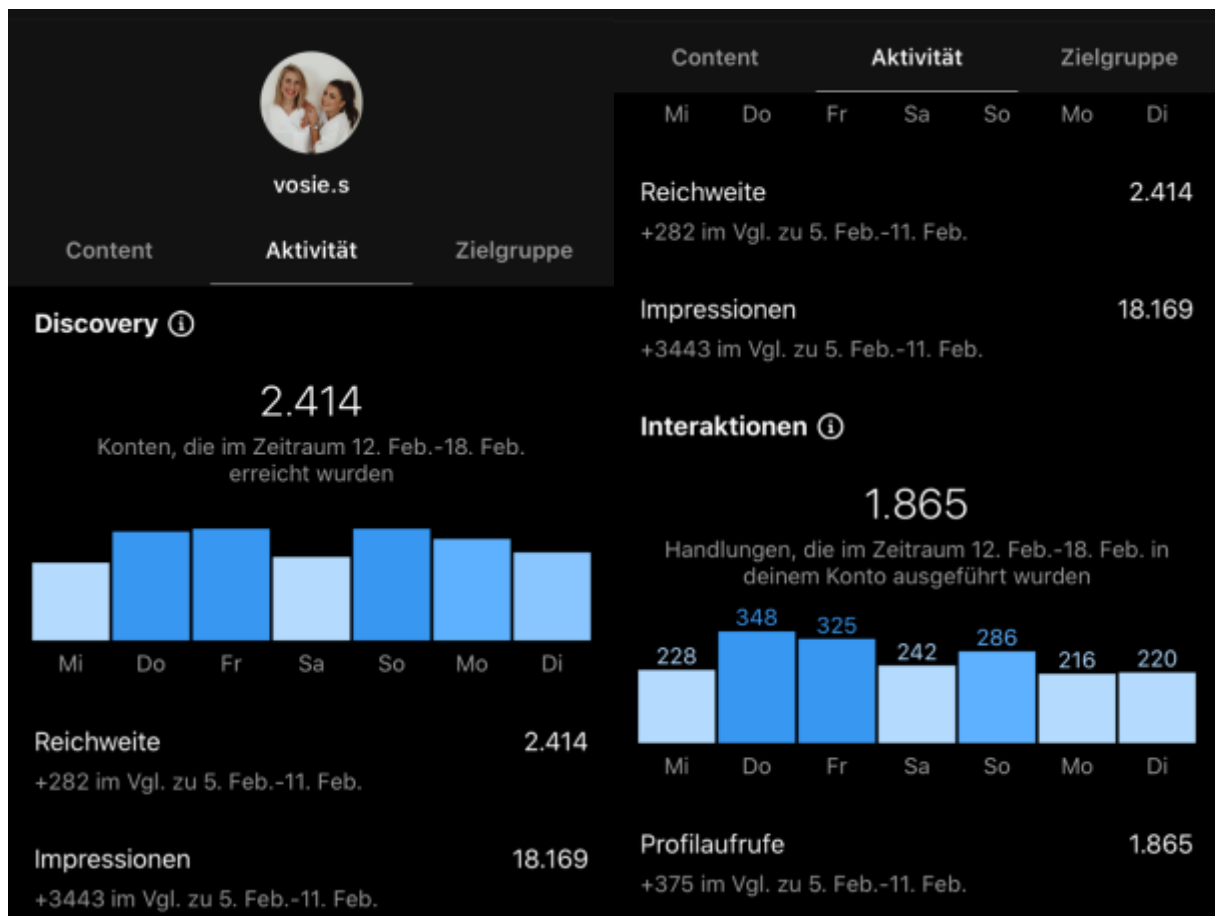 vosie.s
Content Aktivität Zielgruppe
Discovery
2.414
Konten, die im Zeitraum 12. Feb.-18. Feb.
erreicht wurden
Mi Do Fr Sa So Mo Di
Reichweite 2.414
+282 im Vgl. zu 5. Feb.-11. Feb.
Impressionen 18.169
+3443 im Vgl. zu 5. Feb.-11. Feb.
Content Aktivität Zielgruppe
Mi Do Fr Sa So Mo Di
Reichweite 2.414
+282 im Vgl. zu 5. Feb.-11. Feb.
Impressionen 18.169
+3443 im Vgl. zu 5. Feb.-11. Feb.
Interaktionen
1.865
Handlungen, die im Zeitraum 12. Feb.-18. Feb. in
deinem Konto ausgeführt wurden
228 348 325 242 286 216 220
Mi Do Fr Sa So Mo Di
Profilaufrufe 1.865
+375 im Vgl. zu 5. Feb.-11. Feb.